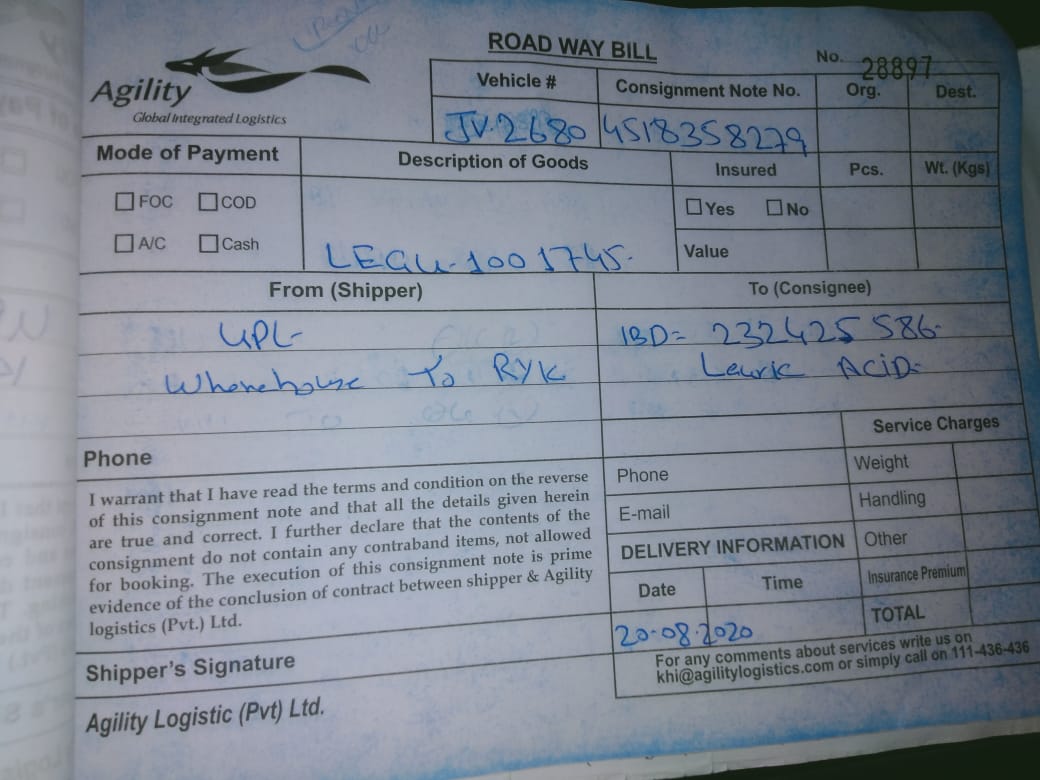 ROAD WAY BILL
No. 28897
Agility
Global Integrated Logistics
Vehicle # Consignment Note No. Org. Dest.
JV-2680 4518358279
Mode of Payment Description of Goods Insured Pcs. Wt. (Kgs)
FOC COD Yes No
A/C Cash Value
LEGU-1001745-
From (Shipper) To (Consignee)
UPL- IBD= 232425586-
Wherehouse To RYK Lauric ACiD-
Service Charges
Phone
Phone Weight
E-mail Handling
DELIVERY INFORMATION Other
Date Time Insurance Premium
20-08-2020 TOTAL
I warrant that I have read the terms and condition on the reverse
of this consignment note and that all the details given herein
are true and correct. I further declare that the contents of the
consignment do not contain any contraband items, not allowed
for booking. The execution of this consignment note is prime
evidence of the conclusion of contract between shipper & Agility
logistics (Pvt.) Ltd.
Shipper's Signature
For any comments about services write us on
khi@agilitylogistics.com or simply call on 111-436-436
Agility Logistic (Pvt) Ltd.